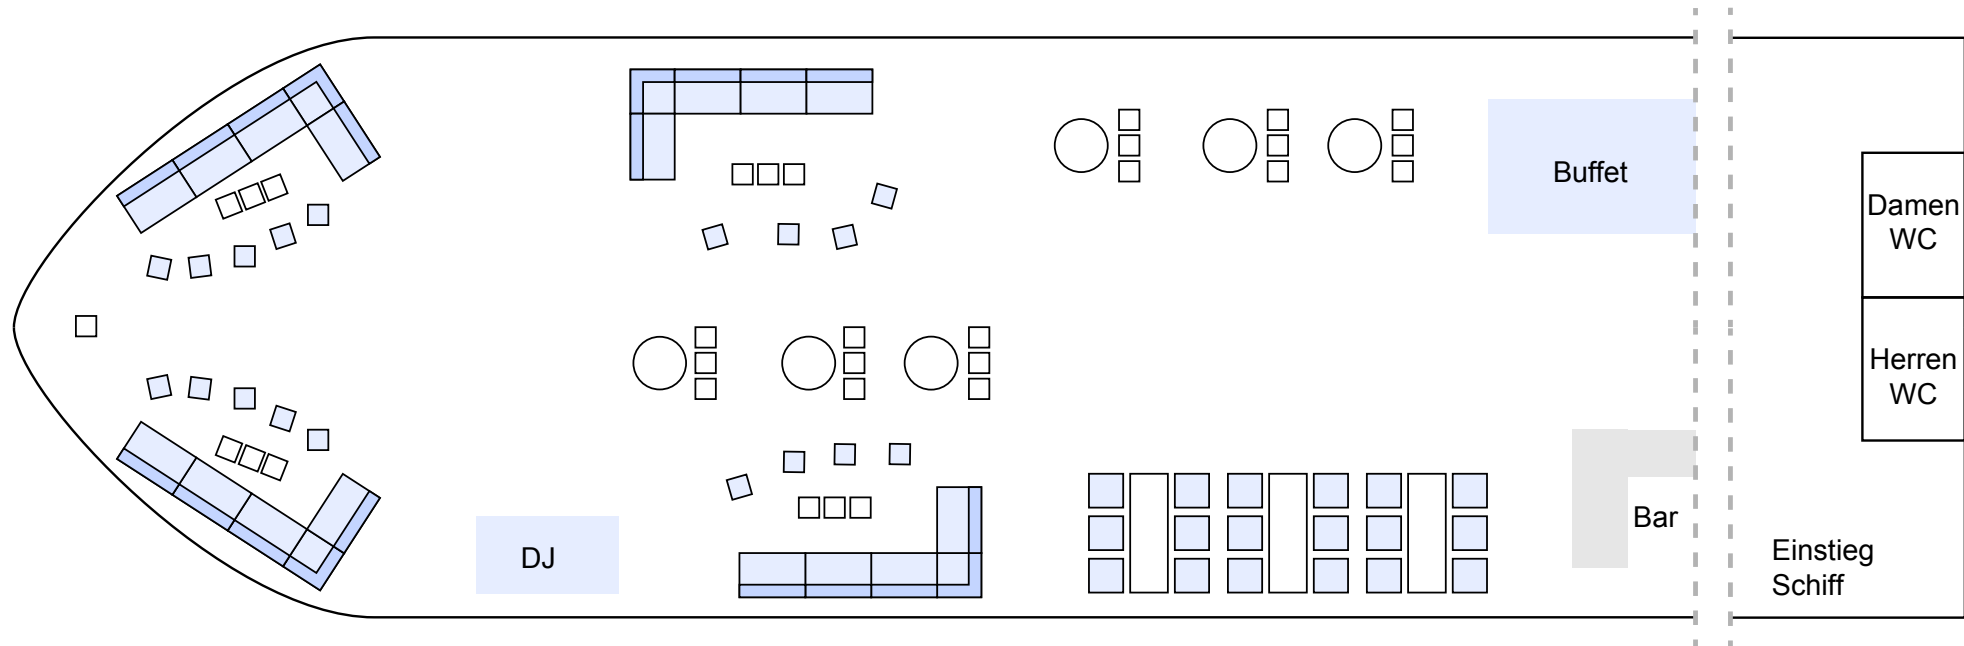 Buffet
Damen
WC
Herren
WC
DJ
Bar
Einstieg
Schiff